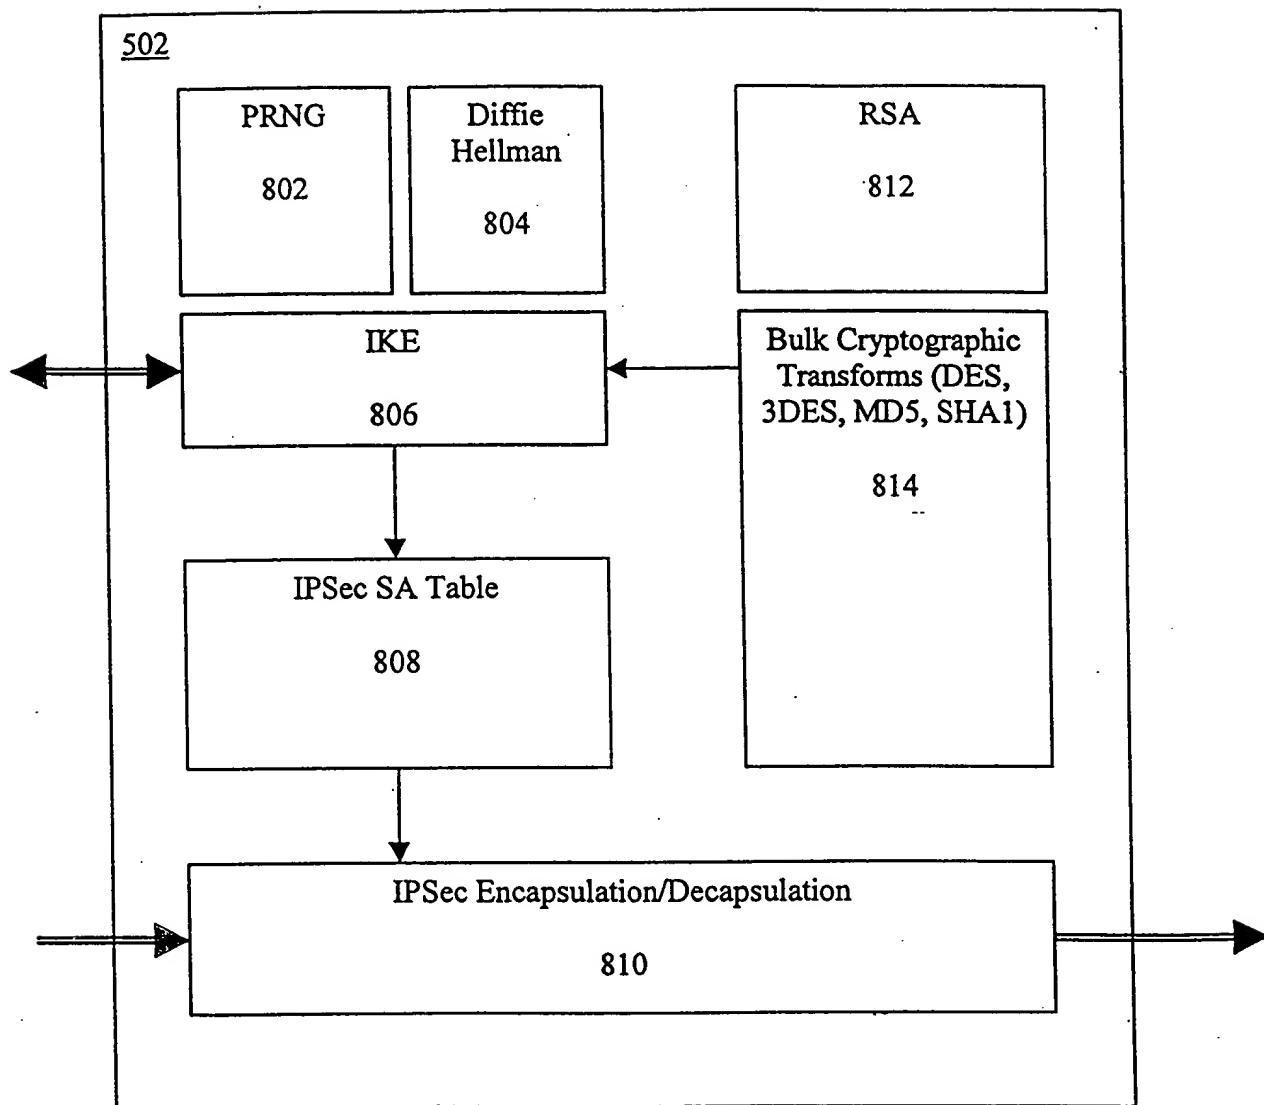 502
PRNG
802
Diffie
Hellman
804
RSA
812
IKE
806
Bulk Cryptographic
Transforms (DES,
3DES, MD5, SHA1)
814
IPSec SA Table
808
IPSec Encapsulation/Decapsulation
810